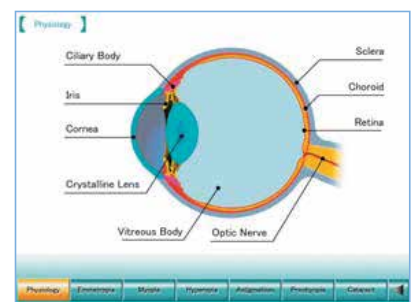 【 Physiology 】
Ciliary Body
Iris
Cornea
Crystalline Lens
Vitreous Body
Optic Nerve
Sclera
Choroid
Retina
Physiology Emmetropia Myopia Hyperopia Astigmatism Presbyopia Cataract